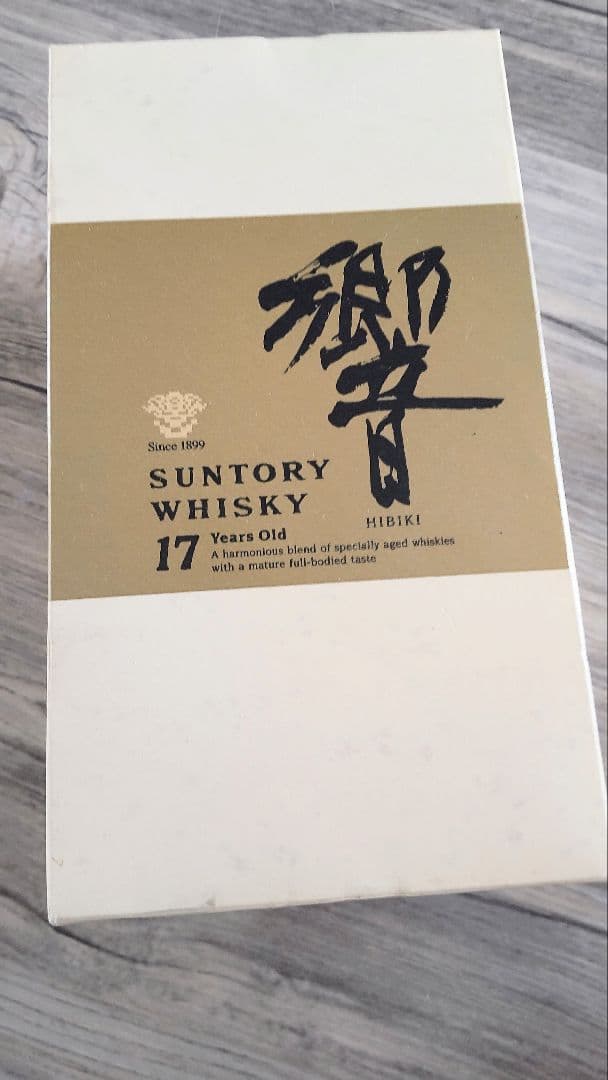 響
Since 1899
SUNTORY
WHISKY
HIBIKI
17 Years Old
A harmonious blend of specially aged whiskies
with a mature full-bodied taste